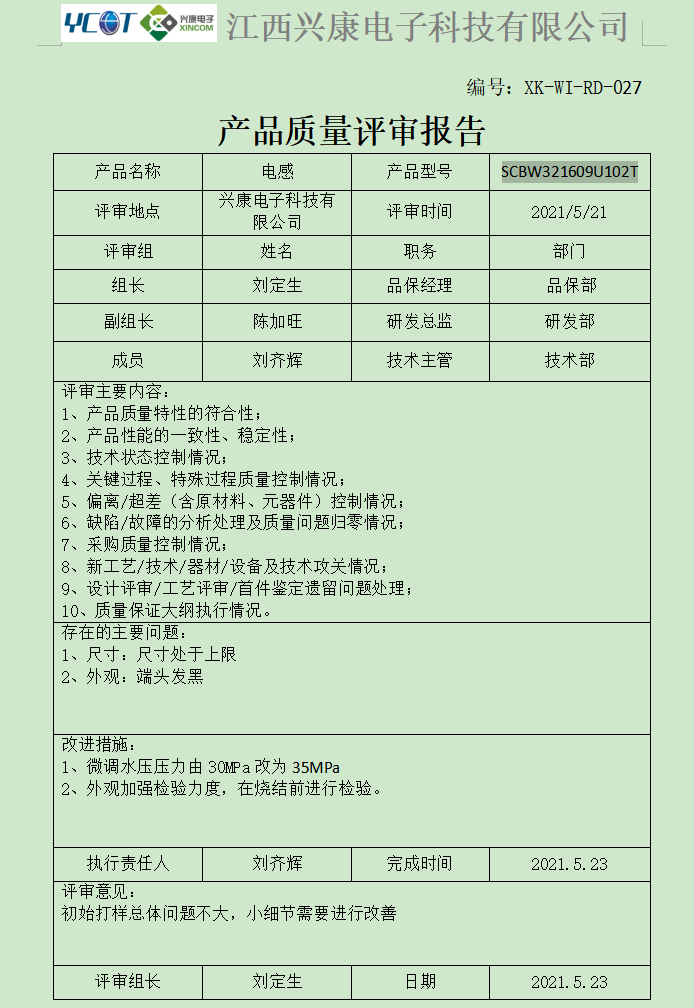 YCOT 兴康电子 XINCOM 江西兴康电子科技有限公司
编号：XK-WI-RD-027
产品质量评审报告
产品名称 电感 产品型号 SCBW321609U102T
评审地点 兴康电子科技有限公司 评审时间 2021/5/21
评审组 姓名 职务 部门
组长 刘定生 品保经理 品保部
副组长 陈加旺 研发总监 研发部
成员 刘齐辉 技术主管 技术部
评审主要内容：
1、产品质量特性的符合性；
2、产品性能的一致性、稳定性；
3、技术状态控制情况；
4、关键过程、特殊过程质量控制情况；
5、偏离/超差（含原材料、元器件）控制情况；
6、缺陷/故障的分析处理及质量问题归零情况；
7、采购质量控制情况；
8、新工艺/技术/器材/设备及技术攻关情况；
9、设计评审/工艺评审/首件鉴定遗留问题处理；
10、质量保证大纲执行情况。
存在的主要问题：
1、尺寸：尺寸处于上限
2、外观：端头发黑
改进措施：
1、微调水压压力由30MPa改为35MPa
2、外观加强检验力度，在烧结前进行检验。
执行责任人 刘齐辉 完成时间 2021.5.23
评审意见：
初始打样总体问题不大，小细节需要进行改善
评审组长 刘定生 日期 2021.5.23